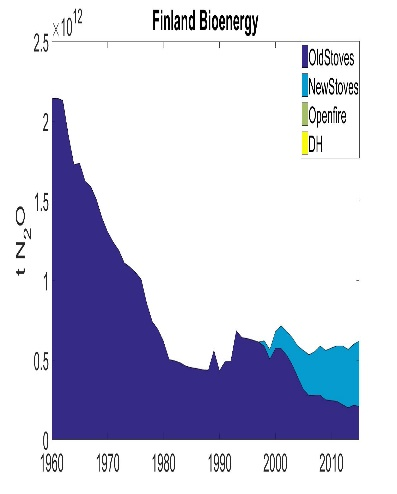 Finland Bioenergy
×10^12
2.5
2
1.5
1
0.5
0
t N₂O
OldStoves
NewStoves
Openfire
DH
1960 1970 1980 1990 2000 2010